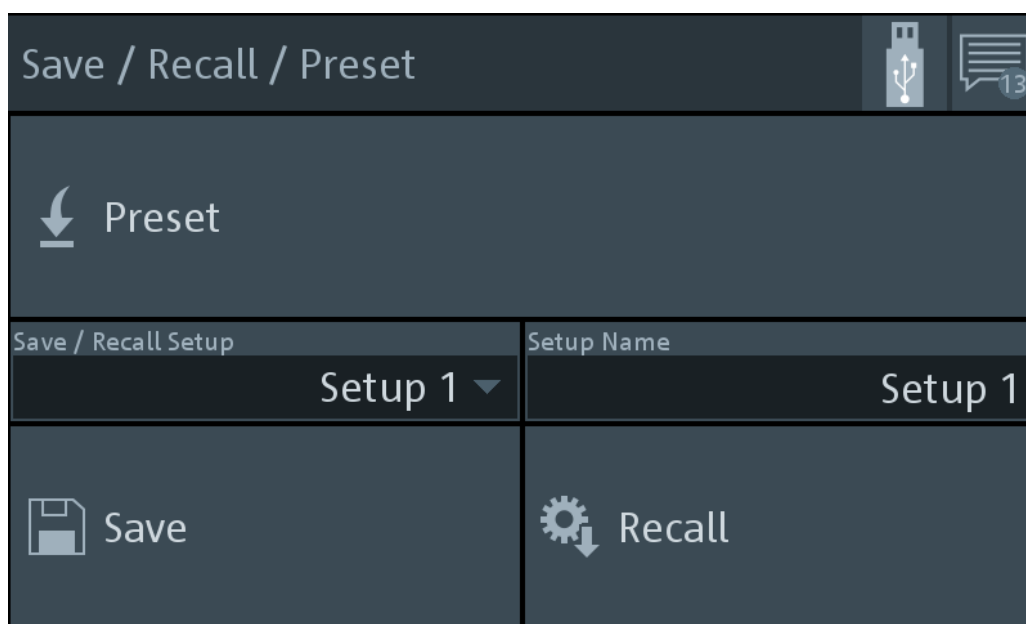 Save / Recall / Preset
13
Preset
Save / Recall Setup
Setup Name
Setup 1
Setup 1
Save
Recall